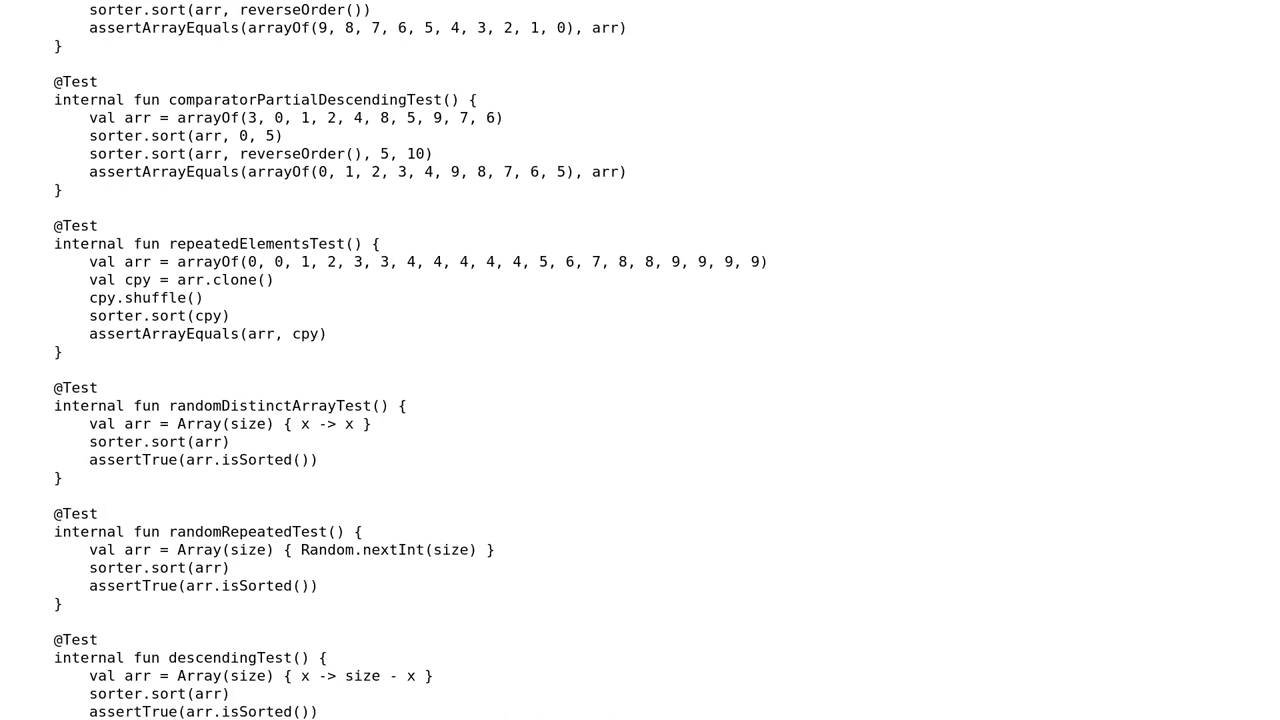 sorter.sort(arr, reverseOrder())
assertArrayEquals(arrayOf(9, 8, 7, 6, 5, 4, 3, 2, 1, 0), arr)
}
@Test
internal fun comparatorPartialDescendingTest() {
val arr = arrayOf(3, 0, 1, 2, 4, 8, 5, 9, 7, 6)
sorter.sort(arr, 0, 5)
sorter.sort(arr, reverseOrder(), 5, 10)
assertArrayEquals(arrayOf(0, 1, 2, 3, 4, 9, 8, 7, 6, 5), arr)
}
@Test
internal fun repeatedElementsTest() {
val arr = arrayOf(0, 0, 1, 2, 3, 3, 4, 4, 4, 4, 4, 5, 6, 7, 8, 8, 9, 9, 9, 9)
val cpy = arr.clone()
cpy.shuffle()
sorter.sort(cpy)
assertArrayEquals(arr, cpy)
}
@Test
internal fun randomDistinctArrayTest() {
val arr = Array(size) { x -> x }
sorter.sort(arr)
assertTrue(arr.isSorted())
}
@Test
internal fun randomRepeatedTest() {
val arr = Array(size) { Random.nextInt(size) }
sorter.sort(arr)
assertTrue(arr.isSorted())
}
@Test
internal fun descendingTest() {
val arr = Array(size) { x -> size - x }
sorter.sort(arr)
assertTrue(arr.isSorted())